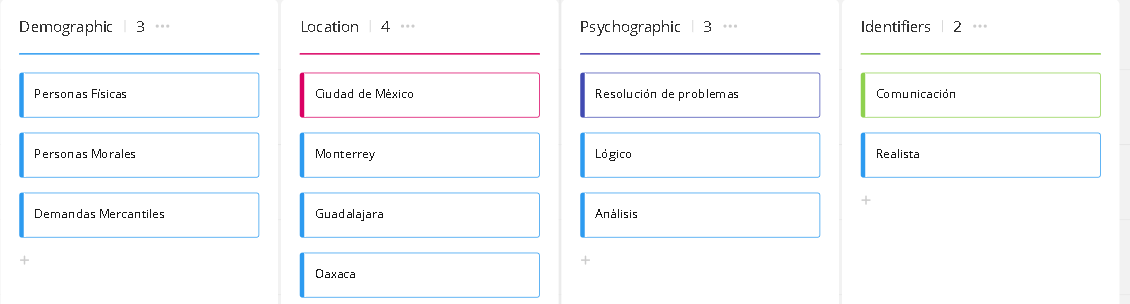 Demographic 3 ...
Personas Físicas
Personas Morales
Demandas Mercantiles
+
Location 4 ...
Ciudad de México
Monterrey
Guadalajara
Oaxaca
Psychographic 3 ...
Resolución de problemas
Lógico
Análisis
+
Identifiers 2 ...
Comunicación
Realista
+